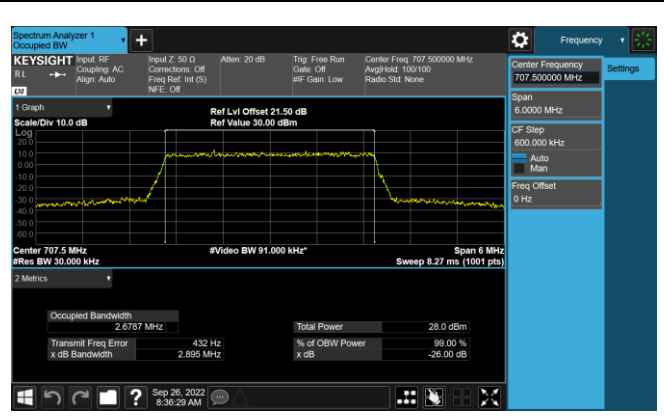 Spectrum Analyzer 1
Occupied BW
+
Frequency
KEYSIGHT
RL
LXI
Input: RF
Coupling: AC
Align: Auto
Input Z: 50 Ω
Corrections: Off
Freq Ref: Int (S)
NFE: Off
Atten: 20 dB
Trig: Free Run
Gate: Off
#IF Gain: Low
Center Freq: 707.500000 MHz
Avg|Hold: 100/100
Radio Std: None
Center Frequency
707.500000 MHz
Settings
Span
6.0000 MHz
CF Step
600.000 kHz
Auto
Man
Freq Offset
0 Hz
1 Graph
Scale/Div 10.0 dB
Ref Lvl Offset 21.50 dB
Ref Value 30.00 dBm
Log
20.0
10.0
0.00
-10.0
-20.0
-30.0
-40.0
-50.0
-60.0
Center 707.5 MHz
#Res BW 30.000 kHz
#Video BW 91.000 kHz*
Span 6 MHz
Sweep 8.27 ms (1001 pts)
2 Metrics
Occupied Bandwidth
2.6787 MHz
Total Power 28.0 dBm
Transmit Freq Error 432 Hz
x dB Bandwidth 2.895 MHz
% of OBW Power 99.00 %
x dB -26.00 dB
?
Sep 26, 2022
8:36:29 AM